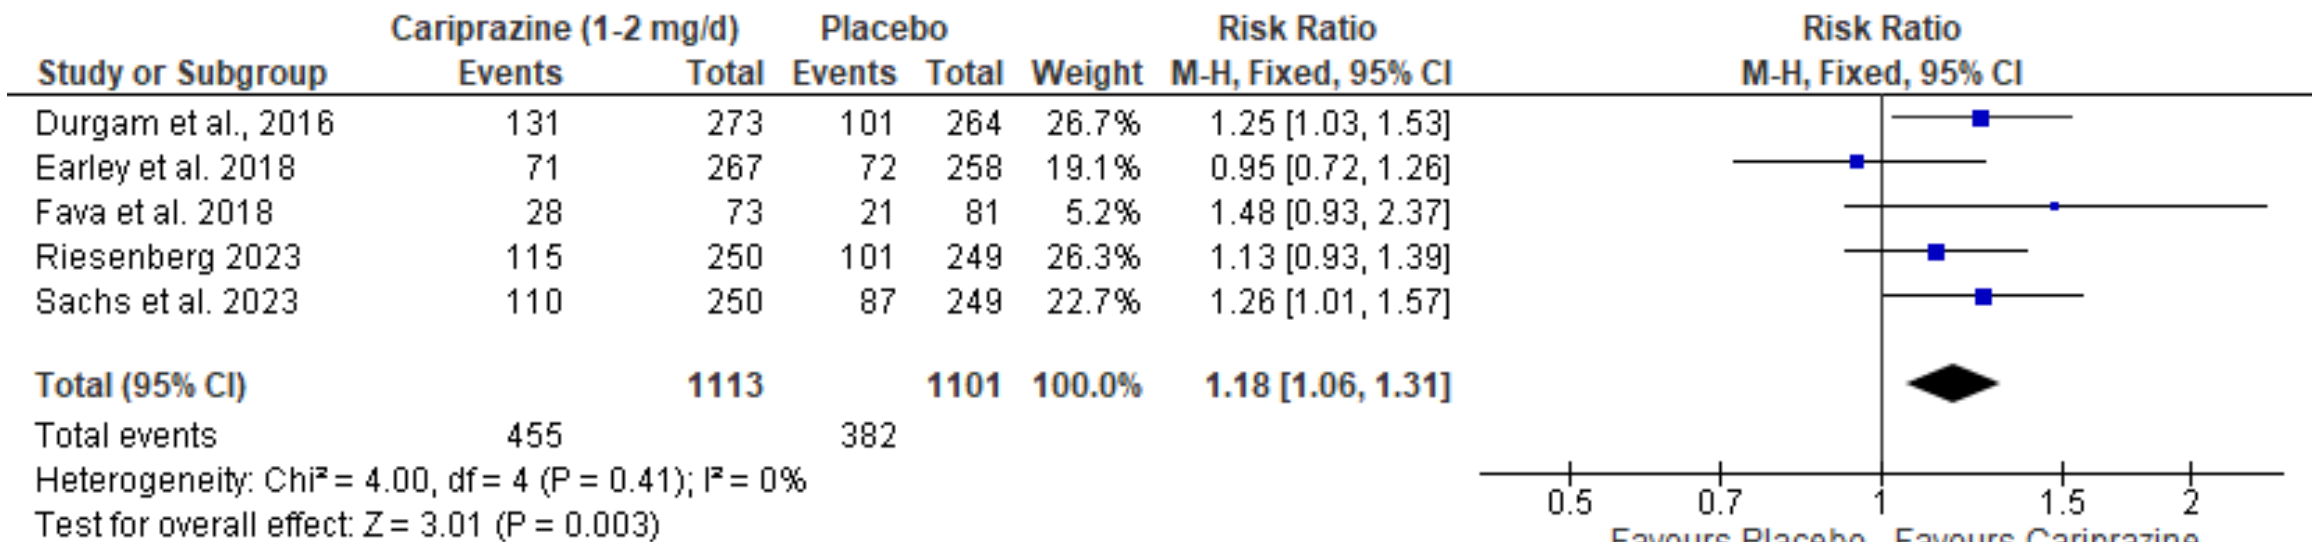 Cariprazine (1-2 mg/d) Placebo Risk Ratio Risk Ratio
Study or Subgroup Events Total Events Total Weight M-H, Fixed, 95% CI M-H, Fixed, 95% CI
Durgam et al., 2016 131 273 101 264 26.7% 1.25 [1.03, 1.53]
Earley et al. 2018 71 267 72 258 19.1% 0.95 [0.72, 1.26]
Fava et al. 2018 28 73 21 81 5.2% 1.48 [0.93, 2.37]
Riesenberg 2023 115 250 101 249 26.3% 1.13 [0.93, 1.39]
Sachs et al. 2023 110 250 87 249 22.7% 1.26 [1.01, 1.57]
Total (95% CI) 1113 1101 100.0% 1.18 [1.06, 1.31]
Total events 455 382
Heterogeneity: Chi² = 4.00, df = 4 (P = 0.41); I² = 0%
Test for overall effect: Z = 3.01 (P = 0.003)
0.5 0.7 1 1.5 2
Favours Placebo Favours Cariprazine